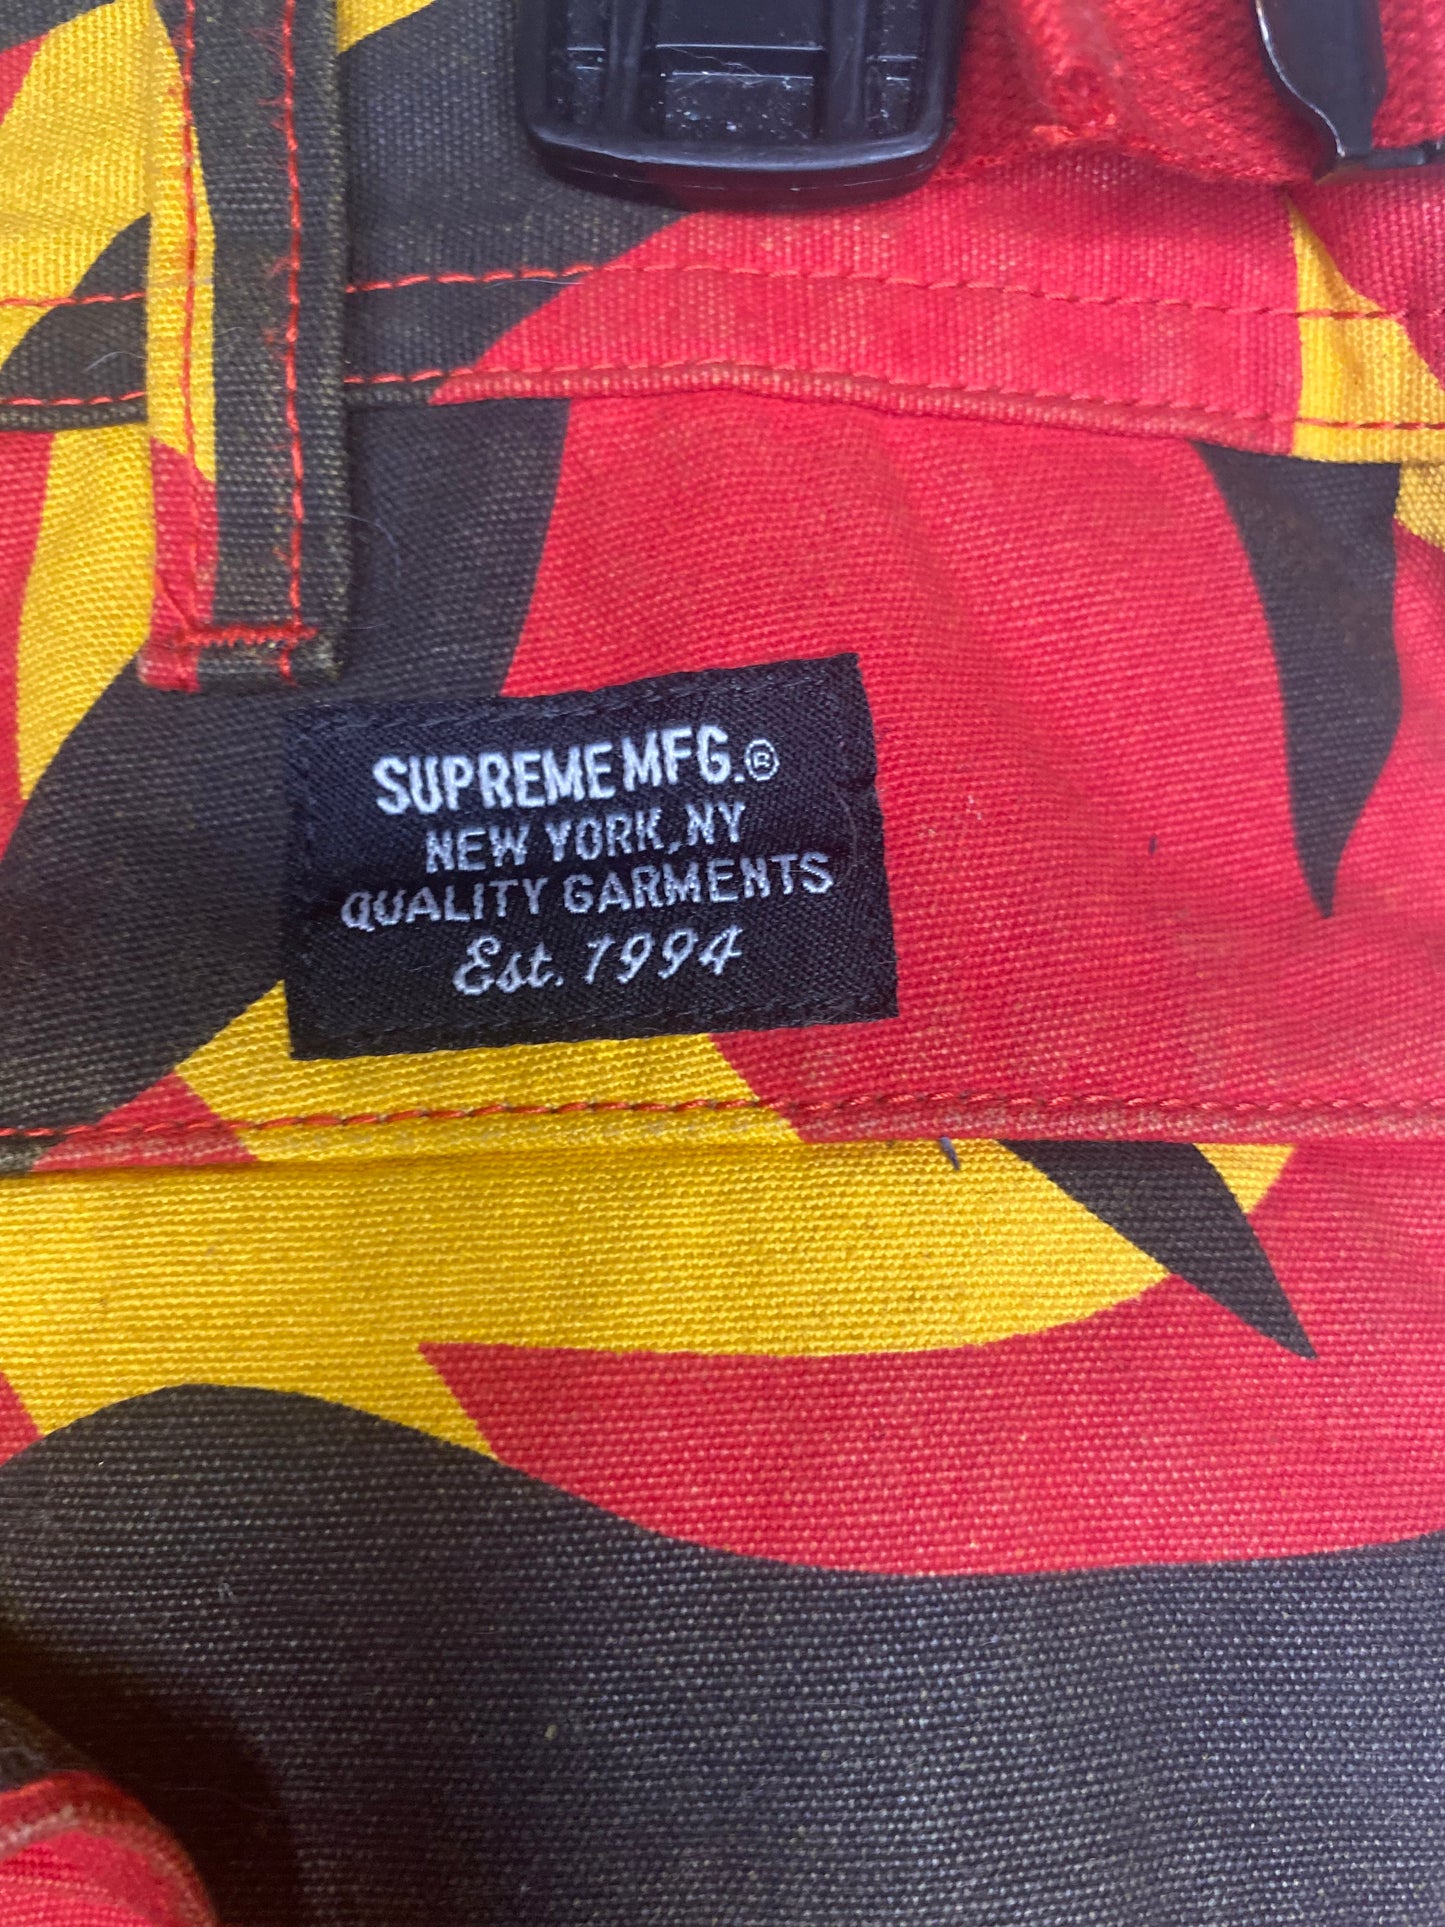 SUPREME MFG.®
NEW YORK, NY
QUALITY GARMENTS
Est. 1994